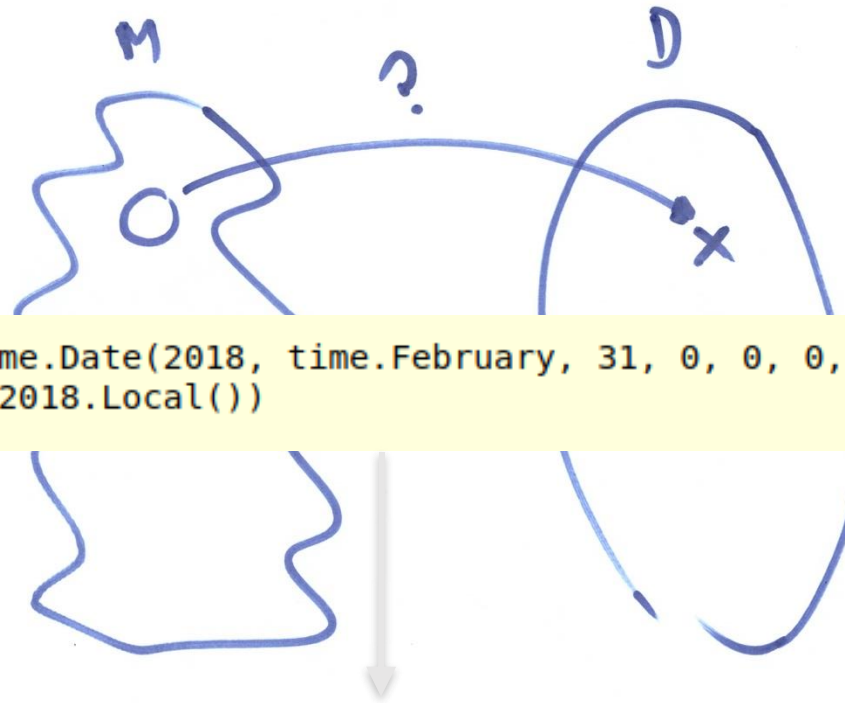 M ? D
X
me.Date(2018, time.February, 31, 0, 0, 0,
2018.Local())